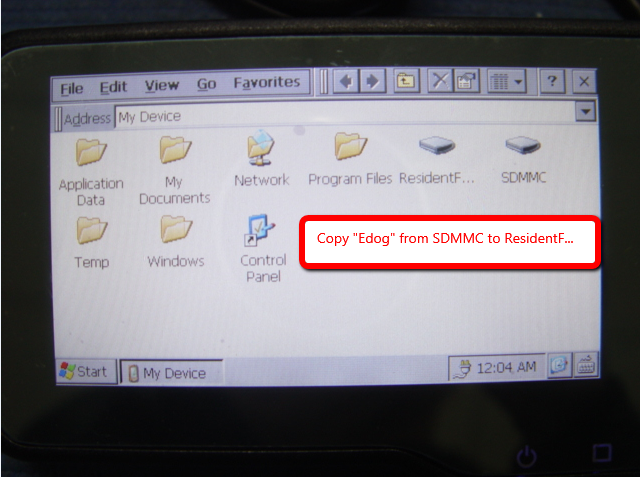 File Edit View Go Favorites ?
Address My Device
Application Data
My Documents
Network
Program Files
ResidentF...
SDMMC
Temp
Windows
Control Panel
Copy "Edog" from SDMMC to ResidentF...
Start My Device 12:04 AM